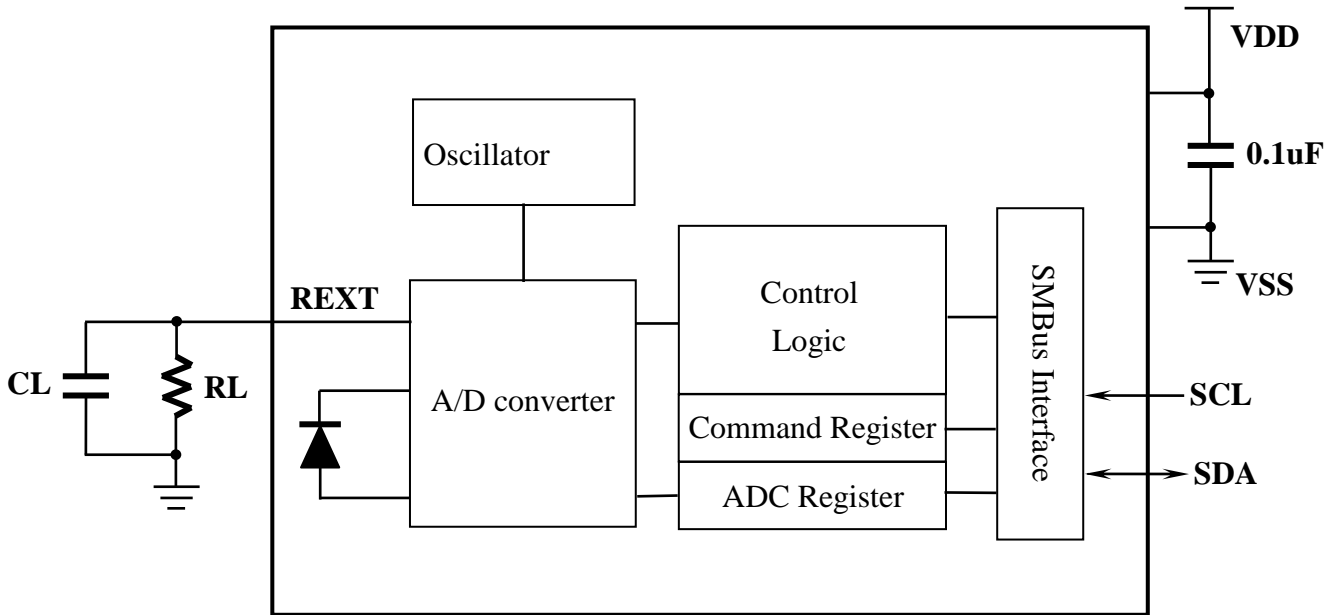 VDD
Oscillator
0.1uF
VSS
REXT
Control
Logic
SMBus Interface
CL
RL
A/D converter
SCL
Command Register
SDA
ADC Register